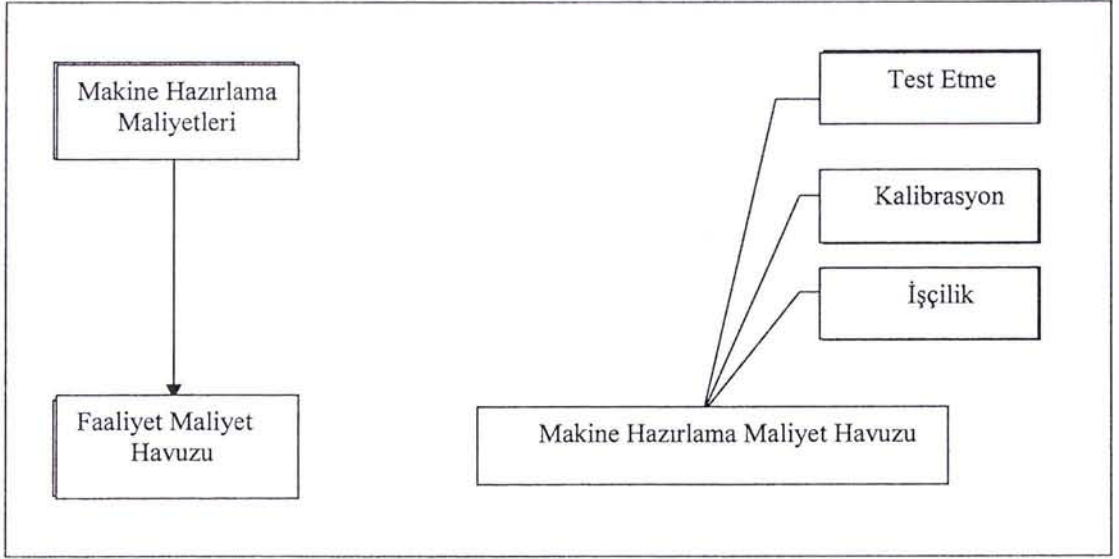 Makine Hazırlama
Maliyetleri
Test Etme
Kalibrasyon
İşçilik
Faaliyet Maliyet
Havuzu
Makine Hazırlama Maliyet Havuzu